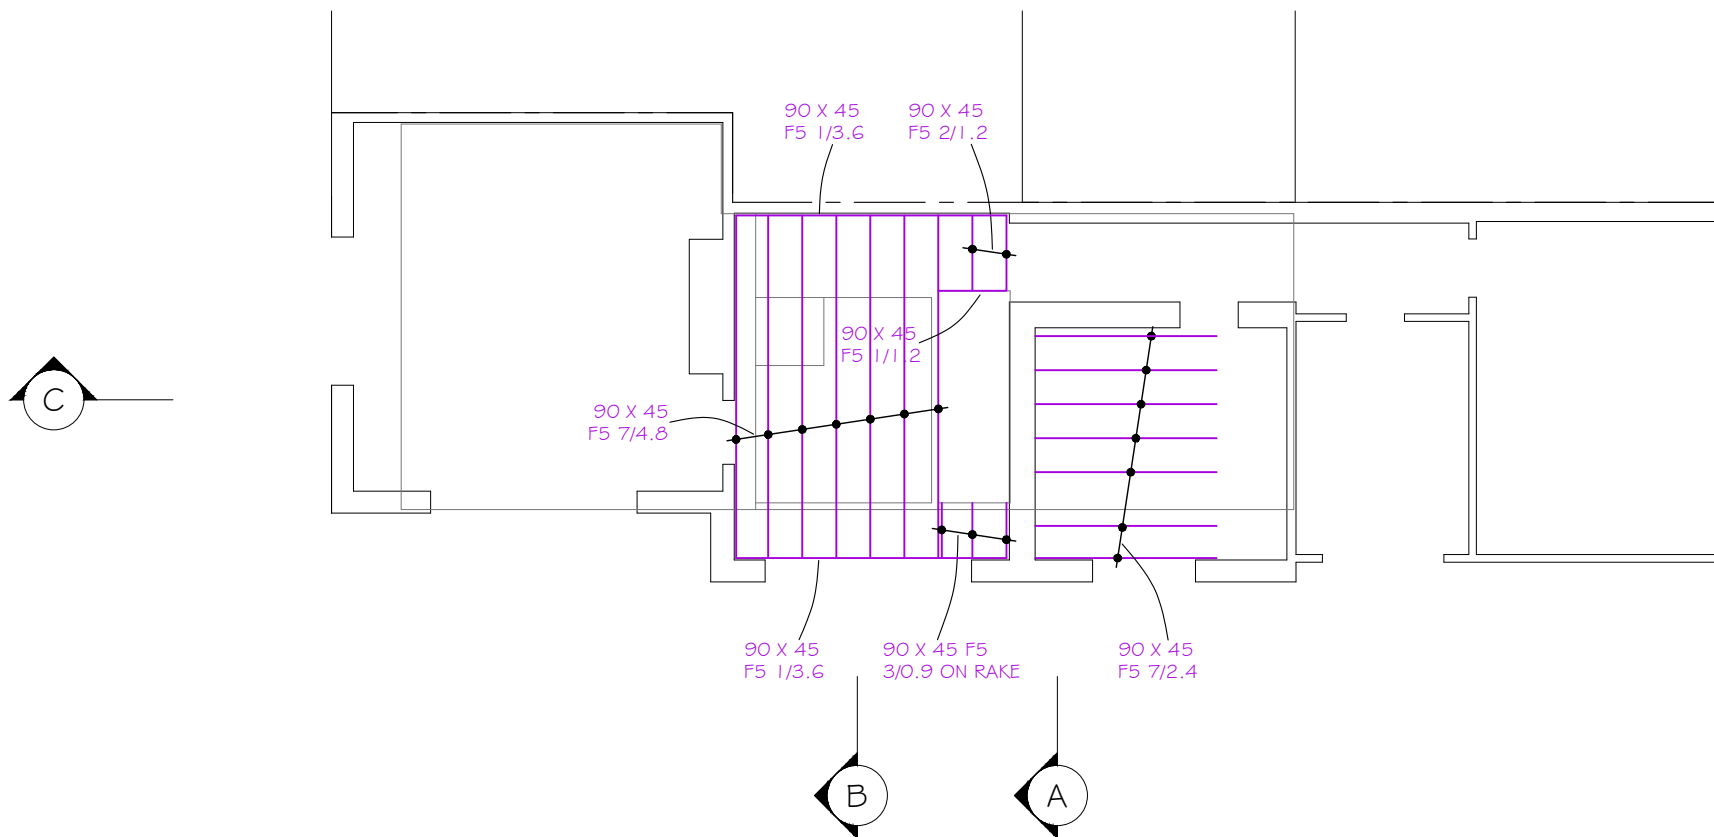 90 X 45
F5 1/3.6
90 X 45
F5 2/1.2
90 X 45
F5 1/1.2
C
90 X 45
F5 7/4.8
90 X 45
F5 1/3.6
90 X 45 F5
3/0.9 ON RAKE
90 X 45
F5 7/2.4
B
A